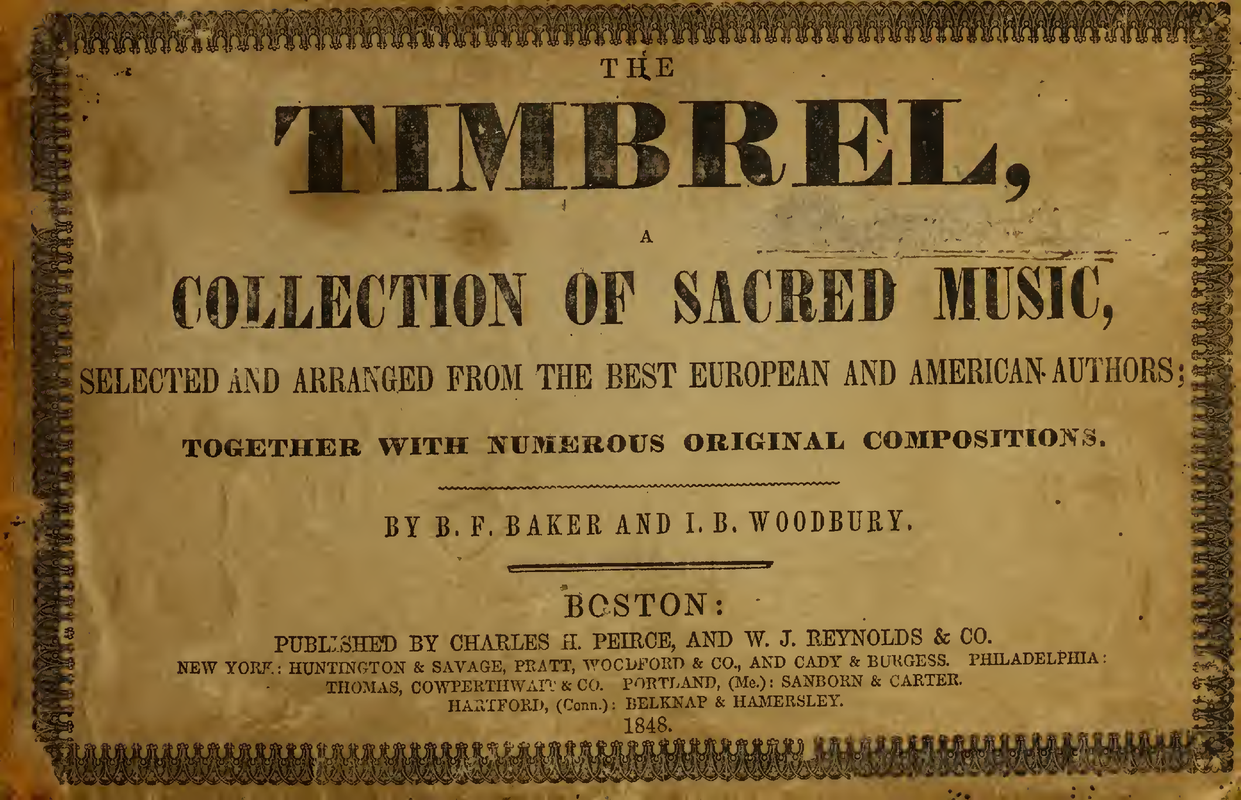 THE
TIMBREL,
A
COLLECTION OF SACRED MUSIC,
SELECTED AND ARRANGED FROM THE BEST EUROPEAN AND AMERICAN AUTHORS;
TOGETHER WITH NUMEROUS ORIGINAL COMPOSITIONS.
BY B. F. BAKER AND I. B. WOODBURY.
BOSTON:
PUBLISHED BY CHARLES H. PEIRCE, AND W. J. REYNOLDS & CO.
NEW YORK: HUNTINGTON & SAVAGE, PRATT, WOODFORD & CO., AND CADY & BURGESS. PHILADELPHIA:
THOMAS, COWPERTHWAIT & CO. PORTLAND, (Me.): SANBORN & CARTER.
HARTFORD, (Conn.): BELKNAP & HAMERSLEY.
1848.